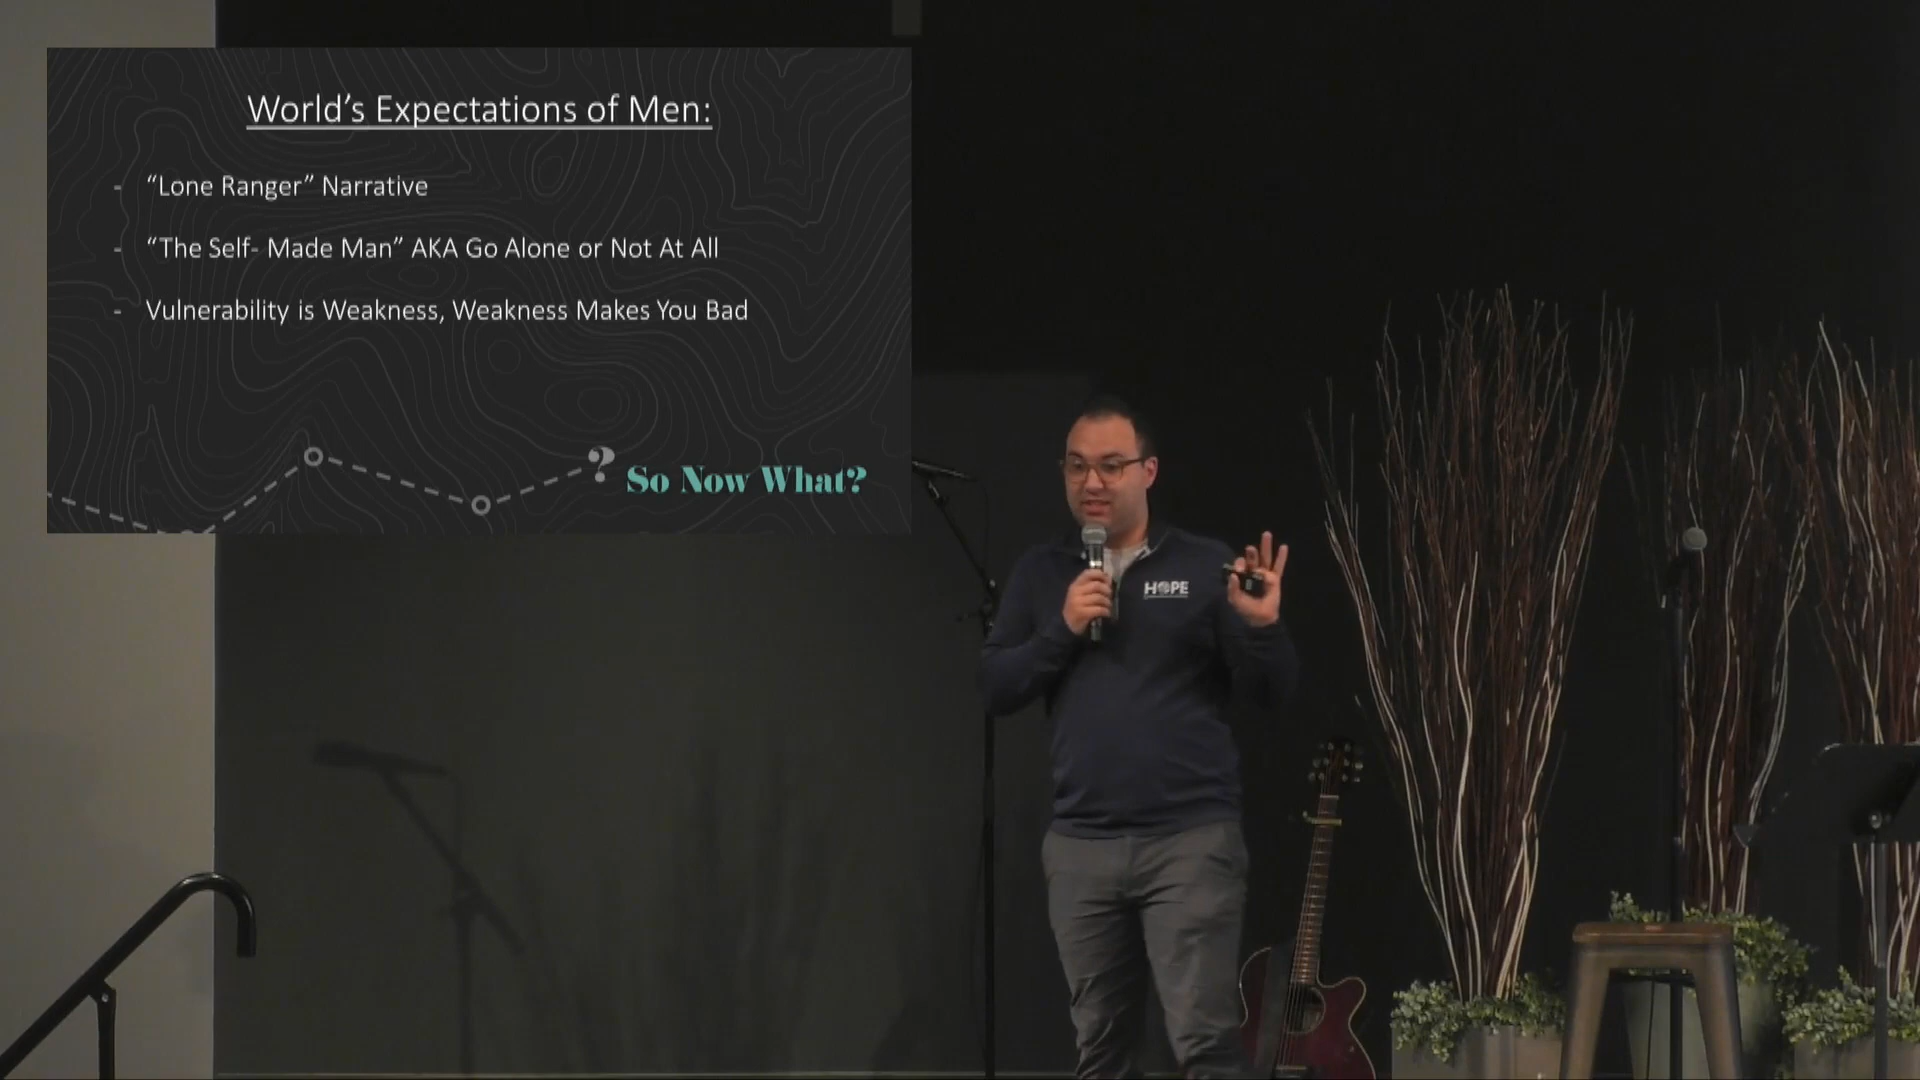 World's Expectations of Men:
- “Lone Ranger” Narrative
- “The Self- Made Man” AKA Go Alone or Not At All
- Vulnerability is Weakness, Weakness Makes You Bad
? So Now What?
HOPE